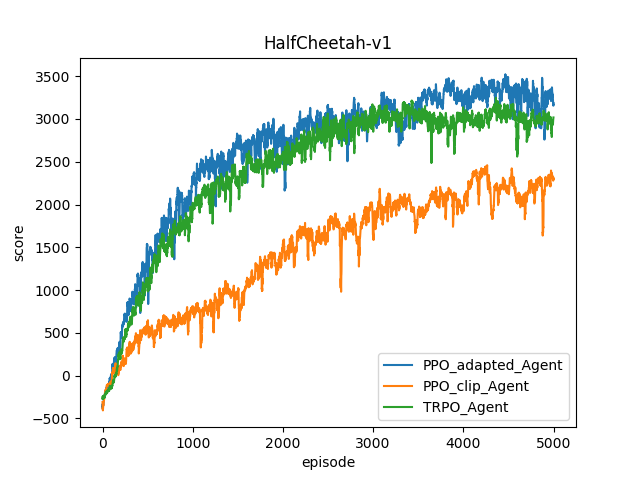 HalfCheetah-v1
score
3500
3000
2500
2000
1500
1000
500
0
−500
0 1000 2000 3000 4000 5000
episode
PPO_adapted_Agent
PPO_clip_Agent
TRPO_Agent